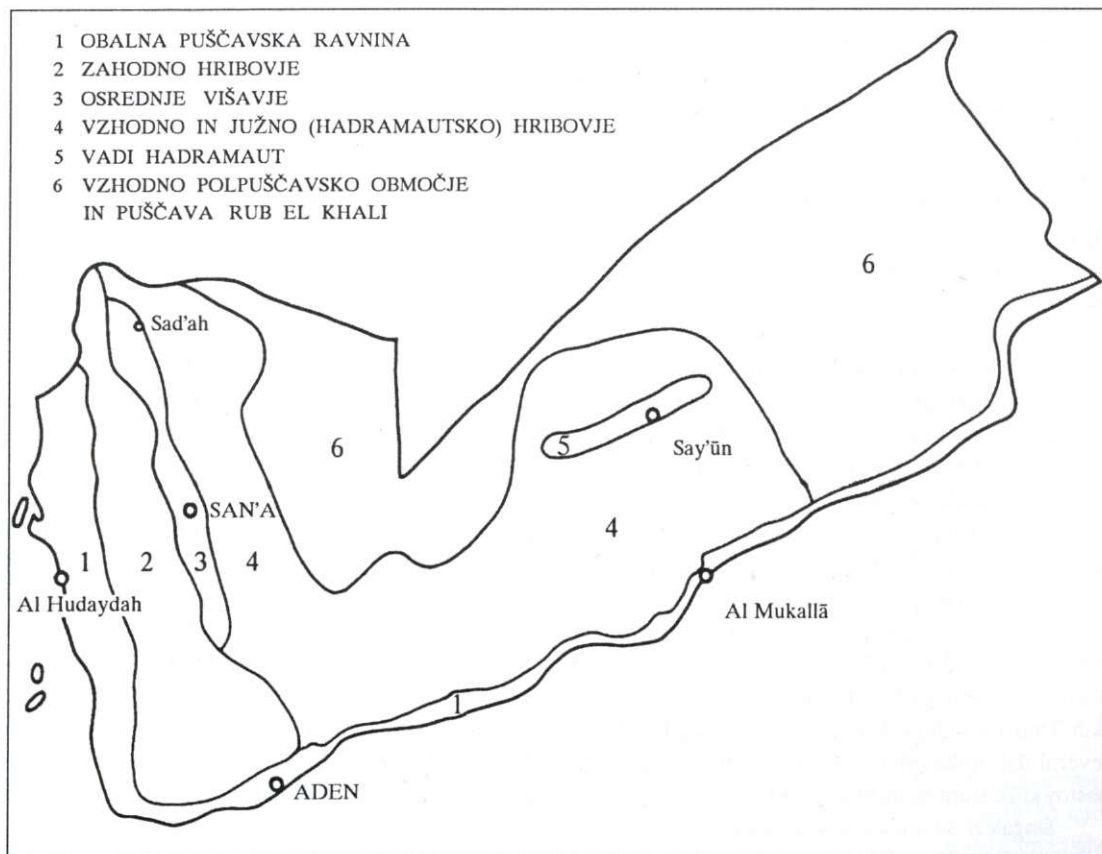 1 OBALNA PUŠČAVSKA RAVNINA
2 ZAHODNO HRIBOVJE
3 OSREDNJE VIŠAVJE
4 VZHODNO IN JUŽNO (HADRAMAUTSKO) HRIBOVJE
5 VADI HADRAMAUT
6 VZHODNO POLPUŠČAVSKO OBMOČJE
IN PUŠČAVA RUB EL KHALI
6
Sad'ah
6
5
Say'ūn
SAN'A
4
1
2
3
4
Al Hudaydah
Al Mukallā
1
ADEN